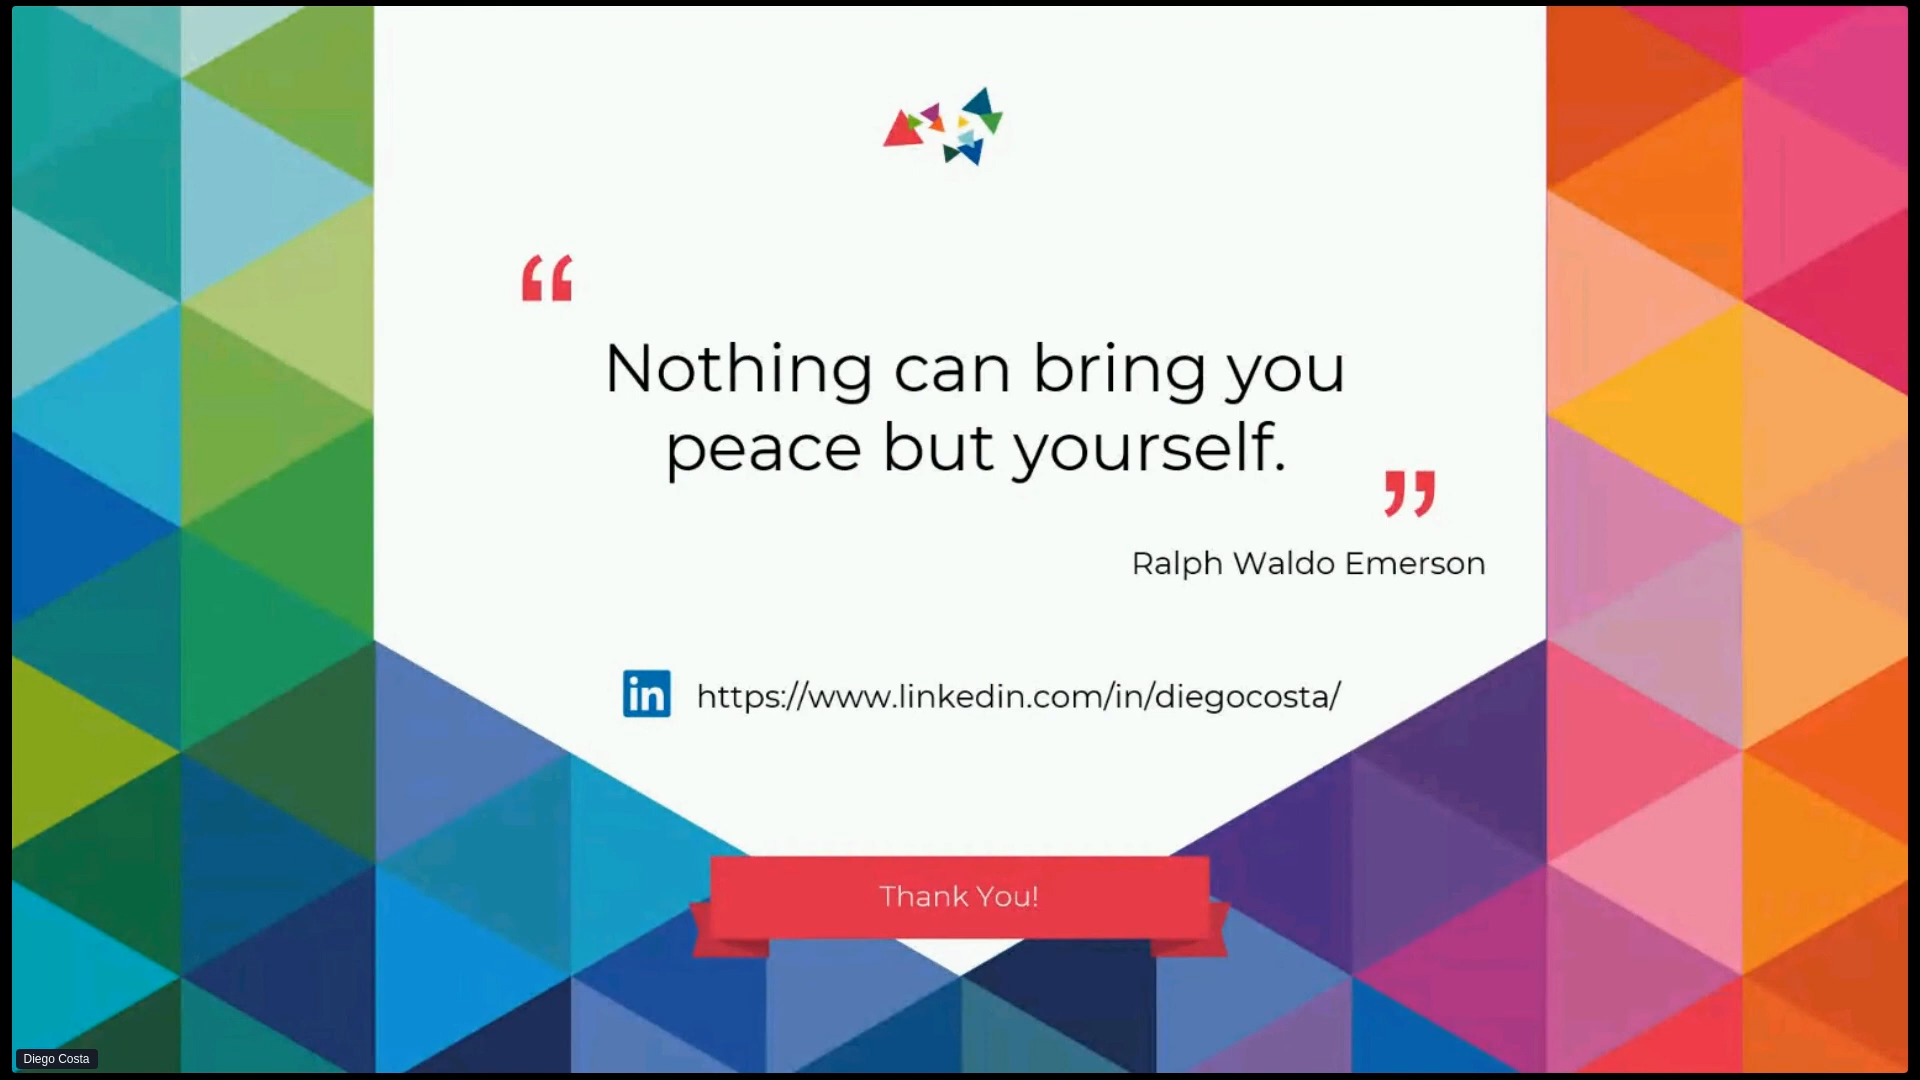 “
Nothing can bring you
peace but yourself.
”
Ralph Waldo Emerson
in https://www.linkedin.com/in/diegocosta/
Thank You!
Diego Costa